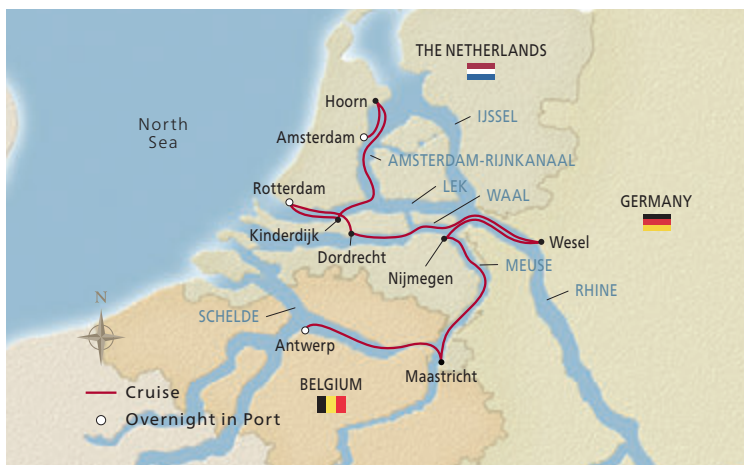 THE NETHERLANDS
Hoorn
North
Sea
IJSSEL
Amsterdam
AMSTERDAM-RIJNKANAAL
Rotterdam
LEK
WAAL
GERMANY
Kinderdijk
Dordrecht
Wesel
Nijmegen
MEUSE
RHINE
N
SCHELDE
Antwerp
Maastricht
BELGIUM
Cruise
Overnight in Port